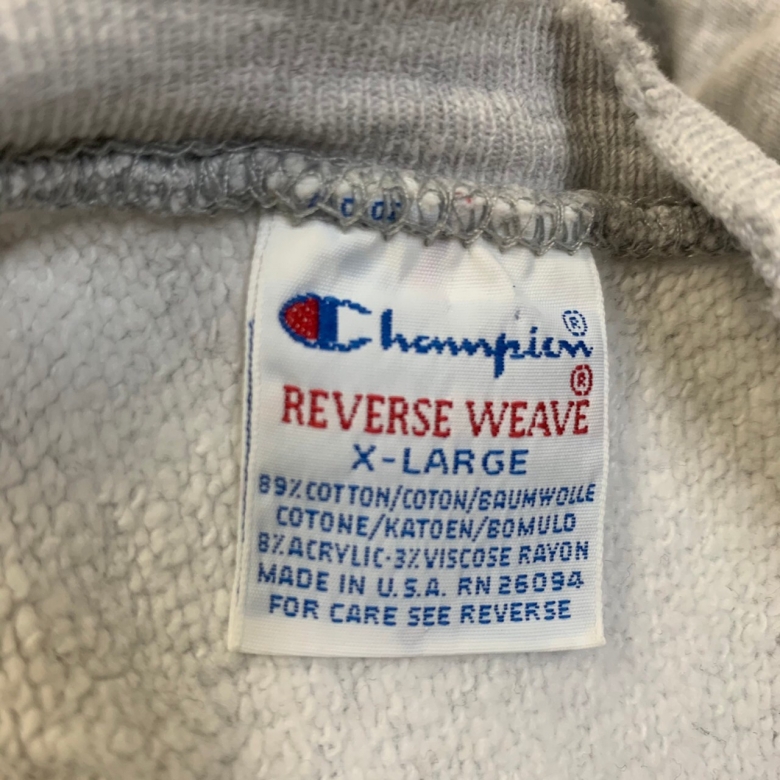 Champion®
REVERSE WEAVE®
X-LARGE
89% COTTON/COTON/BAUMWOLLE
COTONE/KATOEN/BOMULD
8% ACRYLIC·3% VISCOSE RAYON
MADE IN U.S.A. RN 26094
FOR CARE SEE REVERSE